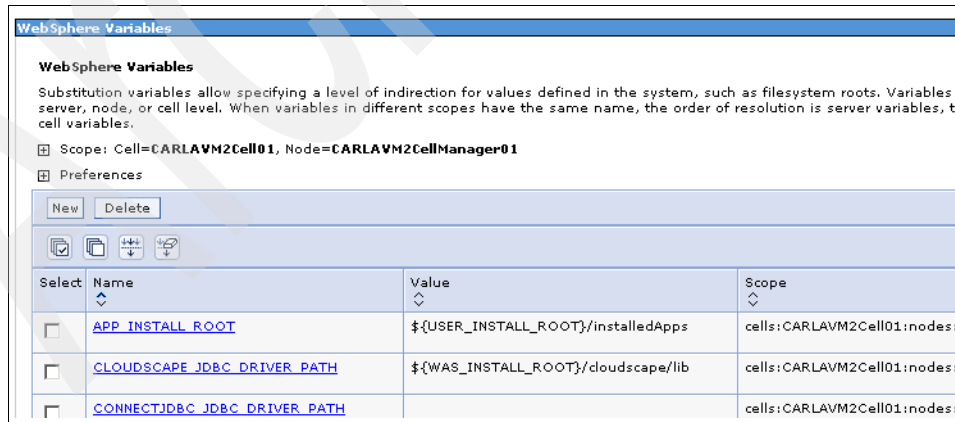 WebSphere Variables
WebSphere Variables
Substitution variables allow specifying a level of indirection for values defined in the system, such as filesystem roots. Variables
server, node, or cell level. When variables in different scopes have the same name, the order of resolution is server variables, t
cell variables.
Scope: Cell=CARLAVM2Cell01, Node=CARLAVM2CellManager01
Preferences
New Delete
Select Name Value Scope
APP_INSTALL_ROOT ${USER_INSTALL_ROOT}/installedApps cells:CARLAVM2Cell01:nodes:
CLOUDSCAPE_JDBC_DRIVER_PATH ${WAS_INSTALL_ROOT}/cloudscape/lib cells:CARLAVM2Cell01:nodes:
CONNECTJDBC_JDBC_DRIVER_PATH cells:CARLAVM2Cell01:nodes: